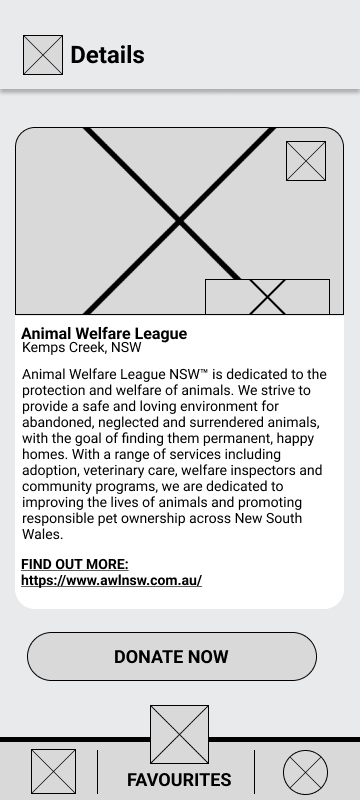 Details
Animal Welfare League
Kemps Creek, NSW
Animal Welfare League NSW™ is dedicated to the
protection and welfare of animals. We strive to
provide a safe and loving environment for
abandoned, neglected and surrendered animals,
with the goal of finding them permanent, happy
homes. With a range of services including
adoption, veterinary care, welfare inspectors and
community programs, we are dedicated to
improving the lives of animals and promoting
responsible pet ownership across New South
Wales.
FIND OUT MORE:
https://www.awlnsw.com.au/
DONATE NOW
FAVOURITES